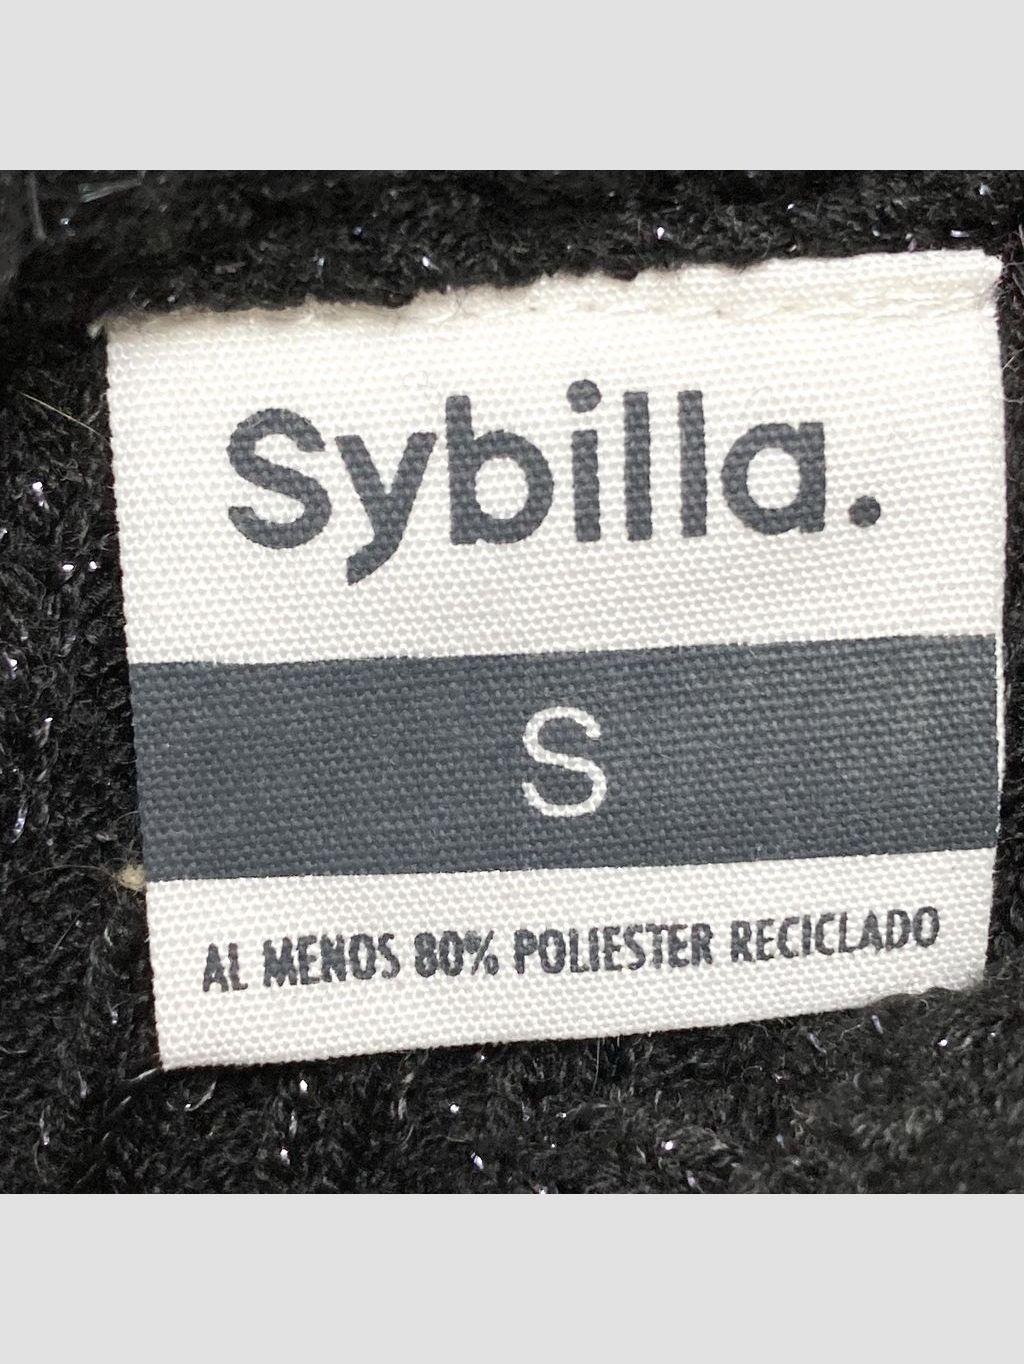 Sybilla.
S
AL MENOS 80% POLIESTER RECICLADO